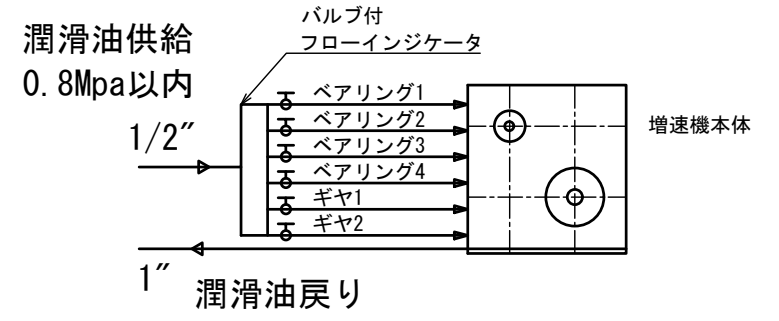 バルブ付
フローインジケータ
潤滑油供給
0.8Mpa以内
1/2″
ベアリング1
ベアリング2
ベアリング3
ベアリング4
ギヤ1
ギヤ2
増速機本体
1″
潤滑油戻り